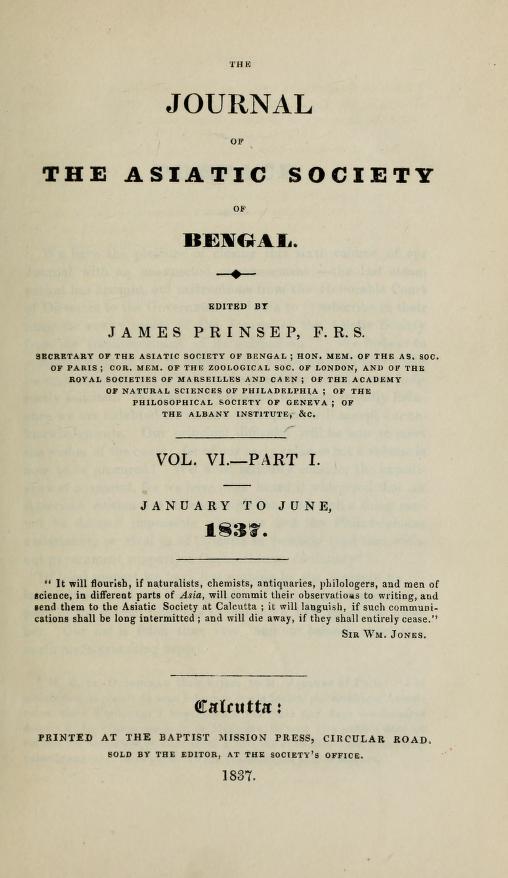 THE
JOURNAL
OF
THE ASIATIC SOCIETY
OF
BENGAL.
EDITED BY
JAMES PRINSEP, F.R.S.
SECRETARY OF THE ASIATIC SOCIETY OF BENGAL ; HON. MEM. OF THE AS. SOC.
OF PARIS ; COR. MEM. OF THE ZOOLOGICAL SOC. OF LONDON, AND OF THE
ROYAL SOCIETIES OF MARSEILLES AND CAEN ; OF THE ACADEMY
OF NATURAL SCIENCES OF PHILADELPHIA ; OF THE
PHILOSOPHICAL SOCIETY OF GENEVA ; OF
THE ALBANY INSTITUTE, &c.
VOL. VI.—PART I.
JANUARY TO JUNE,
1837.
" It will flourish, if naturalists, chemists, antiquaries, philologers, and men of
science, in different parts of Asia, will commit their observations to writing, and
send them to the Asiatic Society at Calcutta ; it will languish, if such communi-
cations shall be long intermitted ; and will die away, if they shall entirely cease."
SIR WM. JONES.
Calcutta :
PRINTED AT THE BAPTIST MISSION PRESS, CIRCULAR ROAD.
SOLD BY THE EDITOR, AT THE SOCIETY'S OFFICE.
1837.